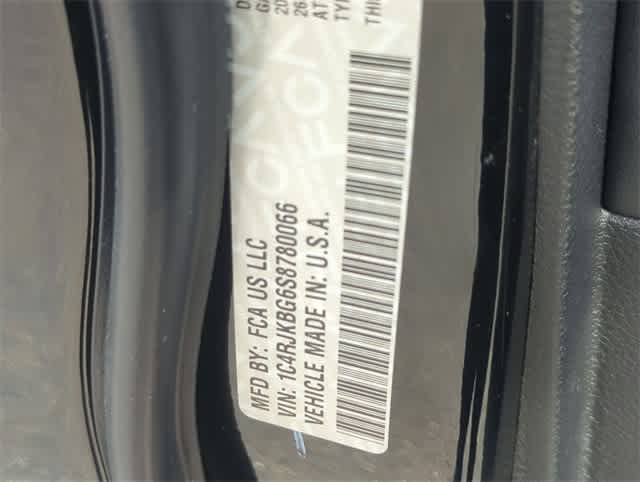 MFD BY: FCA US LLC
VIN: 1C4RJKBG6S8780066
VEHICLE MADE IN: U.S.A.